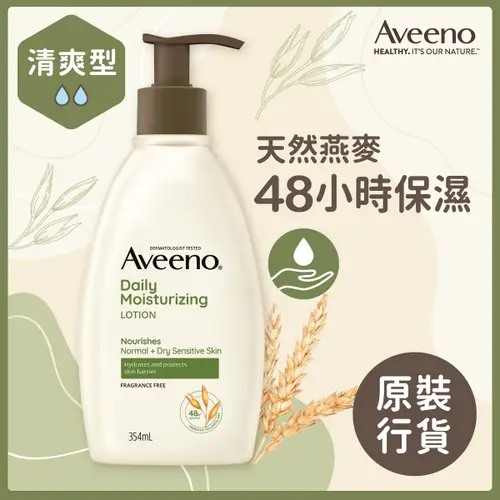 清爽型
Aveeno
HEALTHY. IT'S OUR NATURE.™
天然燕麥
48小時保濕
DERMATOLOGIST TESTED
Aveeno®
Daily
Moisturizing
LOTION
Nourishes
Normal + Dry Sensitive Skin
Hydrates and protects
skin barrier
FRAGRANCE FREE
48H
354mL
原裝
行貨